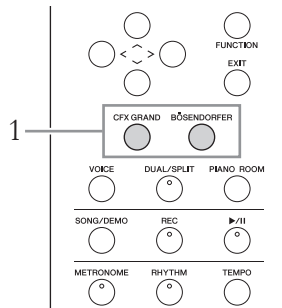 FUNCTION
EXIT
1
CFX GRAND BÖSENDORFER
VOICE DUAL/SPLIT PIANO ROOM
SONG/DEMO REC ►/II
METRONOME RHYTHM TEMPO